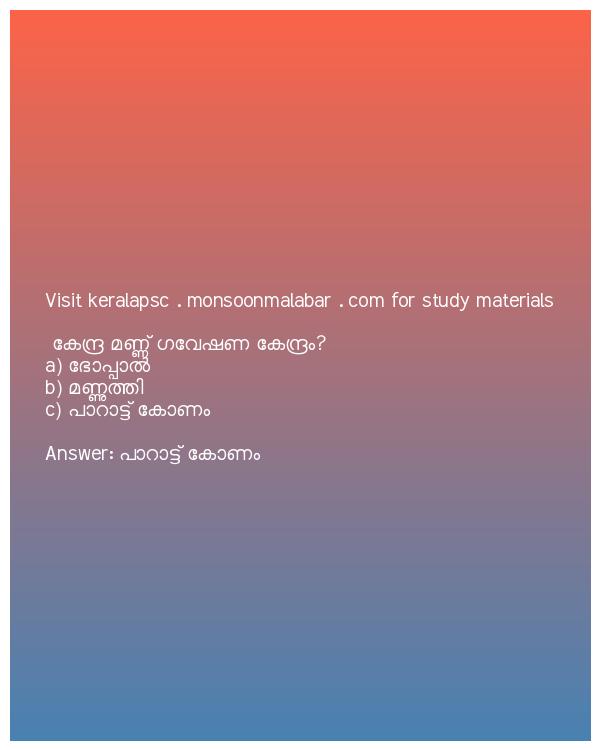 Visit keralapsc . monsoonmalabar . com for study materials
കേന്ദ്ര മണ്ണ് ഗവേഷണ കേന്ദ്രം?
a) ഭോപ്പാൽ
b) മണ്ണുത്തി
c) പാറാട്ട് കോണം
Answer: പാറാട്ട് കോണം